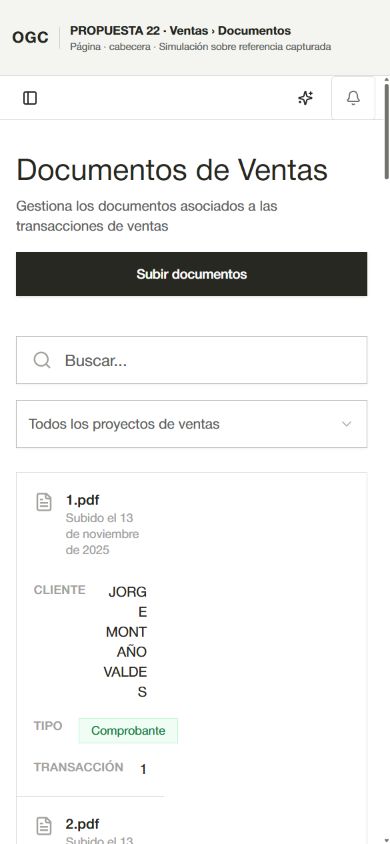 OGC
PROPUESTA 22 · Ventas › Documentos
Página · cabecera · Simulación sobre referencia capturada
Documentos de Ventas
Gestiona los documentos asociados a las
transacciones de ventas
Subir documentos
Buscar...
Todos los proyectos de ventas
1.pdf
Subido el 13
de noviembre
de 2025
CLIENTE
JORG
E
MONT
AÑO
VALDE
S
TIPO
Comprobante
TRANSACCIÓN
1
2.pdf
Subido el 13